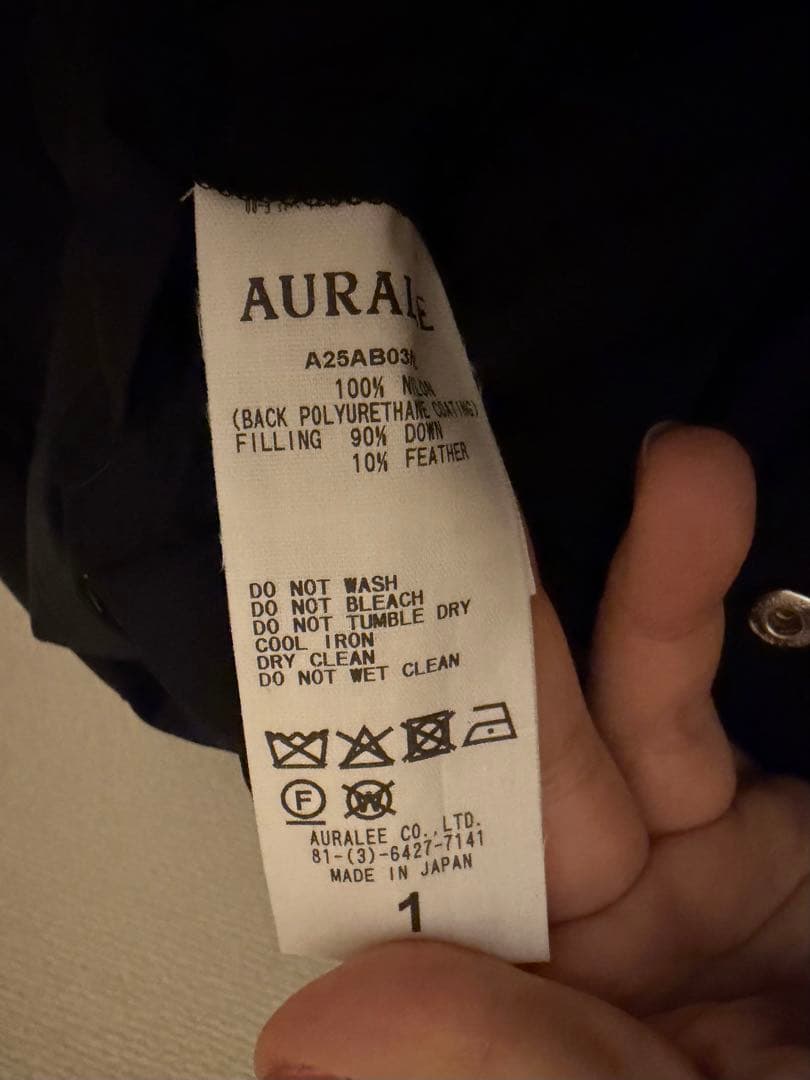 AURALEE
A25AB03
100% NYLON
(BACK POLYURETHANE COATING)
FILLING 90% DOWN
10% FEATHER
DO NOT WASH
DO NOT BLEACH
DO NOT TUMBLE DRY
COOL IRON
DRY CLEAN
DO NOT WET CLEAN
F
W
AURALEE CO.,LTD.
81-(3)-6427-7141
MADE IN JAPAN
1